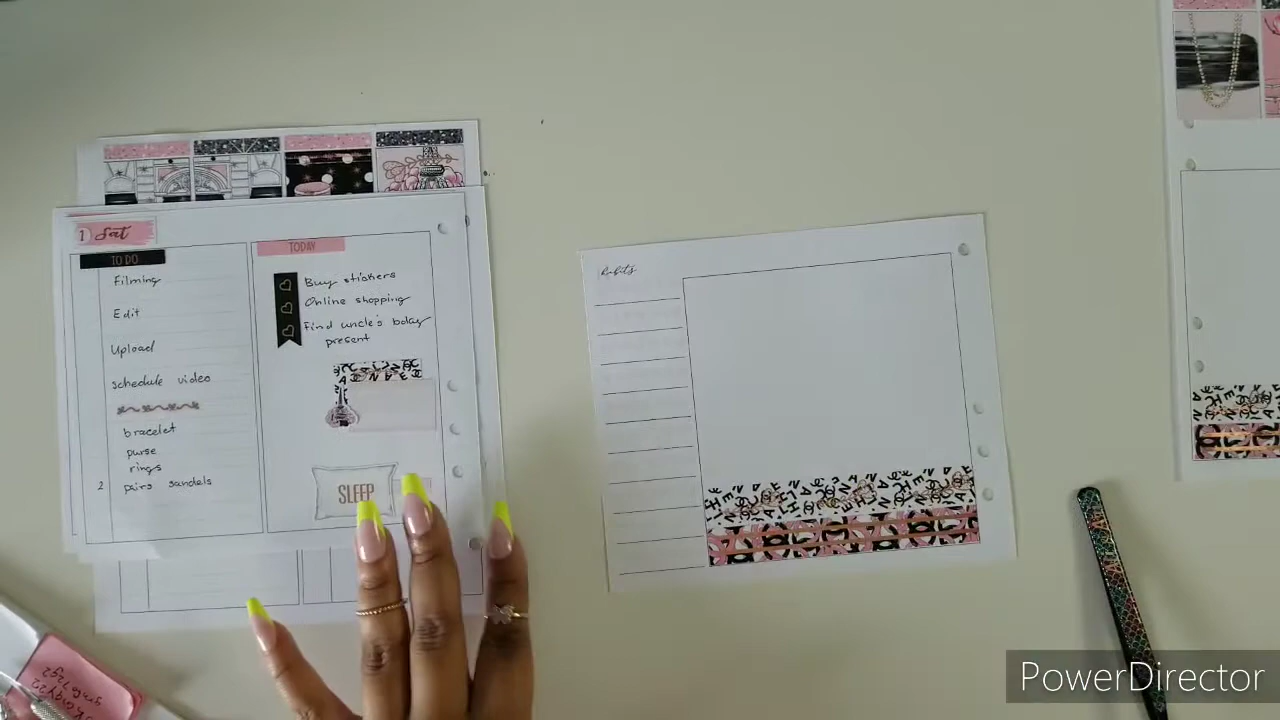 1 Sat
TO DO
Filming
Edit
Upload
schedule video
bracelet
purse
rings
2 pairs sandels
TODAY
Buy stickers
Online shopping
Find uncle's bday
present
SLEEP
Habits
PowerDirector